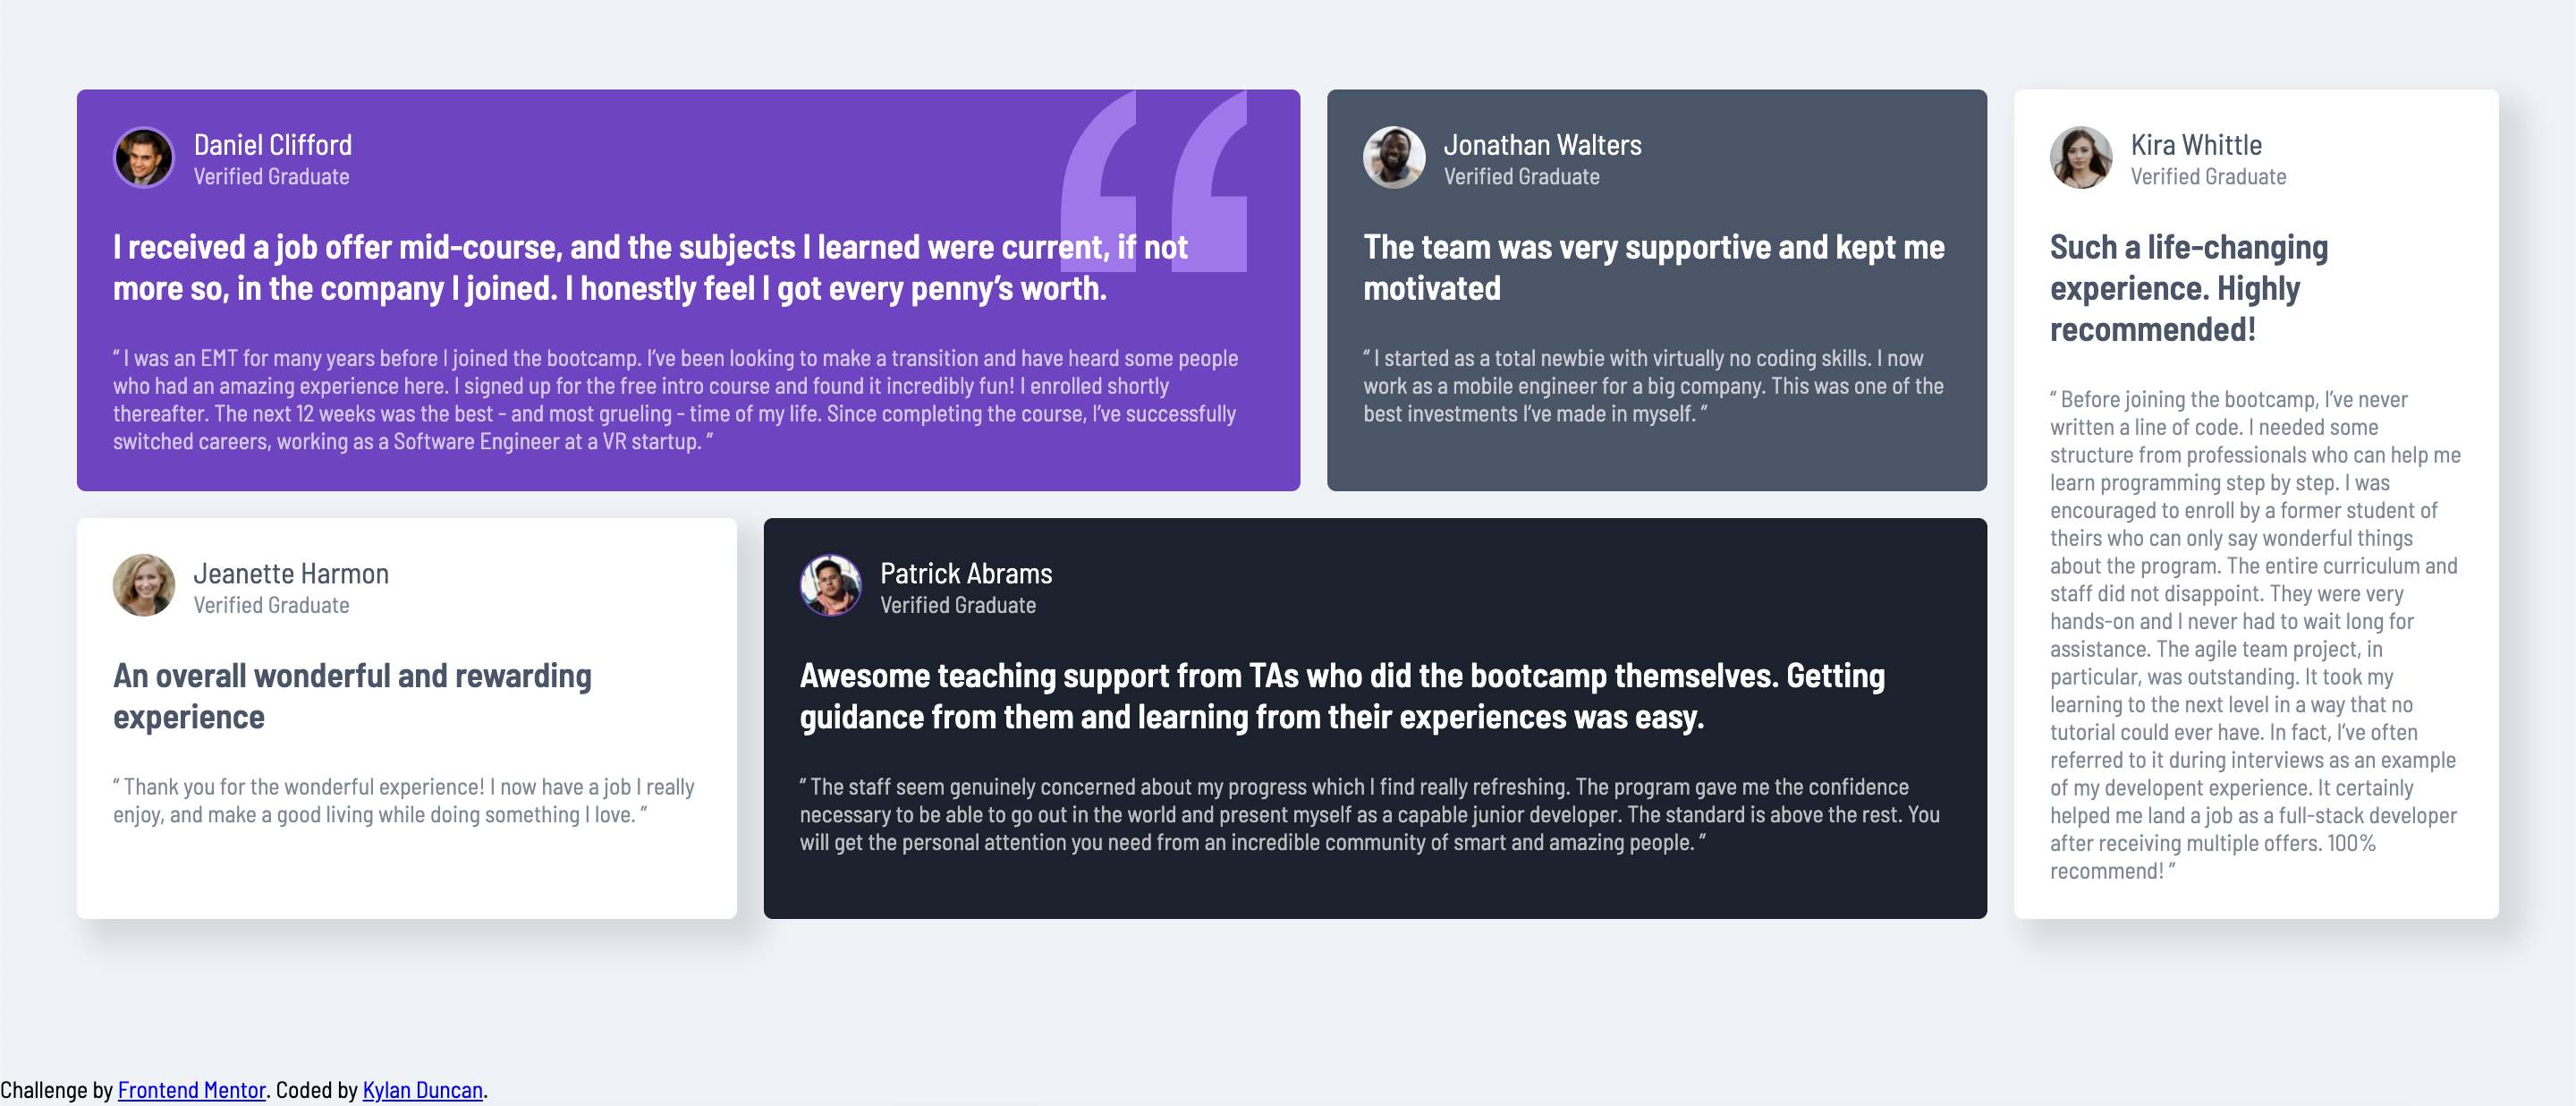 Daniel Clifford
Verified Graduate
I received a job offer mid-course, and the subjects I learned were current, if not
more so, in the company I joined. I honestly feel I got every penny’s worth.
“ I was an EMT for many years before I joined the bootcamp. I’ve been looking to make a transition and have heard some people
who had an amazing experience here. I signed up for the free intro course and found it incredibly fun! I enrolled shortly
thereafter. The next 12 weeks was the best - and most grueling - time of my life. Since completing the course, I’ve successfully
switched careers, working as a Software Engineer at a VR startup. ”
Jonathan Walters
Verified Graduate
The team was very supportive and kept me
motivated
“ I started as a total newbie with virtually no coding skills. I now
work as a mobile engineer for a big company. This was one of the
best investments I’ve made in myself. ”
Kira Whittle
Verified Graduate
Such a life-changing
experience. Highly
recommended!
“ Before joining the bootcamp, I’ve never
written a line of code. I needed some
structure from professionals who can help me
learn programming step by step. I was
encouraged to enroll by a former student of
theirs who can only say wonderful things
about the program. The entire curriculum and
staff did not disappoint. They were very
hands-on and I never had to wait long for
assistance. The agile team project, in
particular, was outstanding. It took my
learning to the next level in a way that no
tutorial could ever have. In fact, I’ve often
referred to it during interviews as an example
of my developent experience. It certainly
helped me land a job as a full-stack developer
after receiving multiple offers. 100%
recommend! ”
Jeanette Harmon
Verified Graduate
An overall wonderful and rewarding
experience
“ Thank you for the wonderful experience! I now have a job I really
enjoy, and make a good living while doing something I love. ”
Patrick Abrams
Verified Graduate
Awesome teaching support from TAs who did the bootcamp themselves. Getting
guidance from them and learning from their experiences was easy.
“ The staff seem genuinely concerned about my progress which I find really refreshing. The program gave me the confidence
necessary to be able to go out in the world and present myself as a capable junior developer. The standard is above the rest. You
will get the personal attention you need from an incredible community of smart and amazing people. ”
Challenge by Frontend Mentor. Coded by Kylan Duncan.